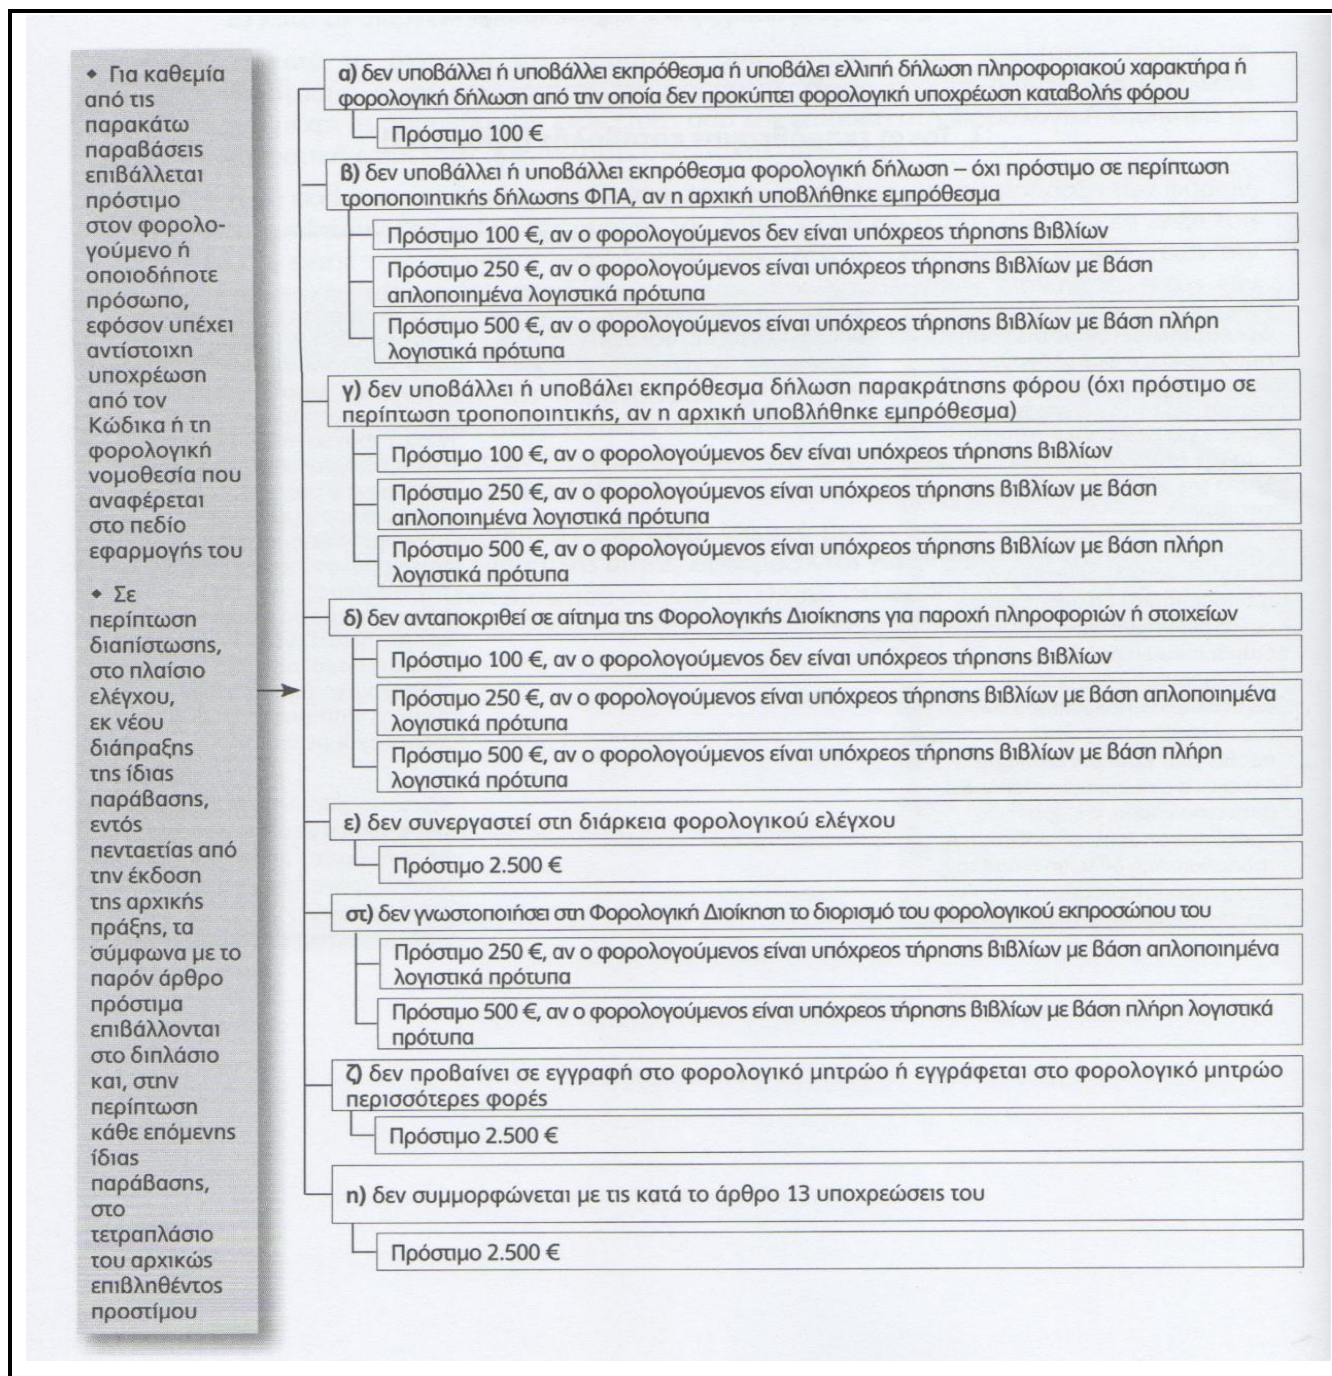 ◆ Για καθεμία
από τις
παρακάτω
παραβάσεις
επιβάλλεται
πρόστιμο
στον φορολο-
γούμενο ή
οποιοδήποτε
πρόσωπο,
εφόσον υπέχει
αντίστοιχη
υποχρέωση
από τον
Κώδικα ή τη
φορολογική
νομοθεσία που
αναφέρεται
στο πεδίο
εφαρμογής του
◆ Σε
περίπτωση
διαπίστωσης,
στο πλαίσιο
ελέγχου,
εκ νέου
διάπραξης
της ίδιας
παράβασης,
εντός
πενταετίας από
την έκδοση
της αρχικής
πράξης, τα
σύμφωνα με το
παρόν άρθρο
πρόστιμα
επιβάλλονται
στο διπλάσιο
και, στην
περίπτωση
κάθε επόμενης
ίδιας
παράβασης,
στο
τετραπλάσιο
του αρχικώς
επιβληθέντος
προστίμου
α) δεν υποβάλλει ή υποβάλλει εκπρόθεσμα ή υποβάλει ελλιπή δήλωση πληροφοριακού χαρακτήρα ή
φορολογική δήλωση από την οποία δεν προκύπτει φορολογική υποχρέωση καταβολής φόρου
Πρόστιμο 100 €
β) δεν υποβάλλει ή υποβάλλει εκπρόθεσμα φορολογική δήλωση – όχι πρόστιμο σε περίπτωση
τροποποιητικής δήλωσης ΦΠΑ, αν η αρχική υποβλήθηκε εμπρόθεσμα
Πρόστιμο 100 €, αν ο φορολογούμενος δεν είναι υπόχρεος τήρησης βιβλίων
Πρόστιμο 250 €, αν ο φορολογούμενος είναι υπόχρεος τήρησης βιβλίων με βάση
απλοποιημένα λογιστικά πρότυπα
Πρόστιμο 500 €, αν ο φορολογούμενος είναι υπόχρεος τήρησης βιβλίων με βάση πλήρη
λογιστικά πρότυπα
γ) δεν υποβάλλει ή υποβάλει εκπρόθεσμα δήλωση παρακράτησης φόρου (όχι πρόστιμο σε
περίπτωση τροποποιητικής, αν η αρχική υποβλήθηκε εμπρόθεσμα)
Πρόστιμο 100 €, αν ο φορολογούμενος δεν είναι υπόχρεος τήρησης βιβλίων
Πρόστιμο 250 €, αν ο φορολογούμενος είναι υπόχρεος τήρησης βιβλίων με βάση
απλοποιημένα λογιστικά πρότυπα
Πρόστιμο 500 €, αν ο φορολογούμενος είναι υπόχρεος τήρησης βιβλίων με βάση πλήρη
λογιστικά πρότυπα
δ) δεν ανταποκριθεί σε αίτημα της Φορολογικής Διοίκησης για παροχή πληροφοριών ή στοιχείων
Πρόστιμο 100 €, αν ο φορολογούμενος δεν είναι υπόχρεος τήρησης βιβλίων
Πρόστιμο 250 €, αν ο φορολογούμενος είναι υπόχρεος τήρησης βιβλίων με βάση απλοποιημένα
λογιστικά πρότυπα
Πρόστιμο 500 €, αν ο φορολογούμενος είναι υπόχρεος τήρησης βιβλίων με βάση πλήρη
λογιστικά πρότυπα
ε) δεν συνεργαστεί στη διάρκεια φορολογικού ελέγχου
Πρόστιμο 2.500 €
στ) δεν γνωστοποιήσει στη Φορολογική Διοίκηση το διορισμό του φορολογικού εκπροσώπου του
Πρόστιμο 250 €, αν ο φορολογούμενος είναι υπόχρεος τήρησης βιβλίων με βάση απλοποιημένα
λογιστικά πρότυπα
Πρόστιμο 500 €, αν ο φορολογούμενος είναι υπόχρεος τήρησης βιβλίων με βάση πλήρη λογιστικά
πρότυπα
ζ) δεν προβαίνει σε εγγραφή στο φορολογικό μητρώο ή εγγράφεται στο φορολογικό μητρώο
περισσότερες φορές
Πρόστιμο 2.500 €
η) δεν συμμορφώνεται με τις κατά το άρθρο 13 υποχρεώσεις του
Πρόστιμο 2.500 €